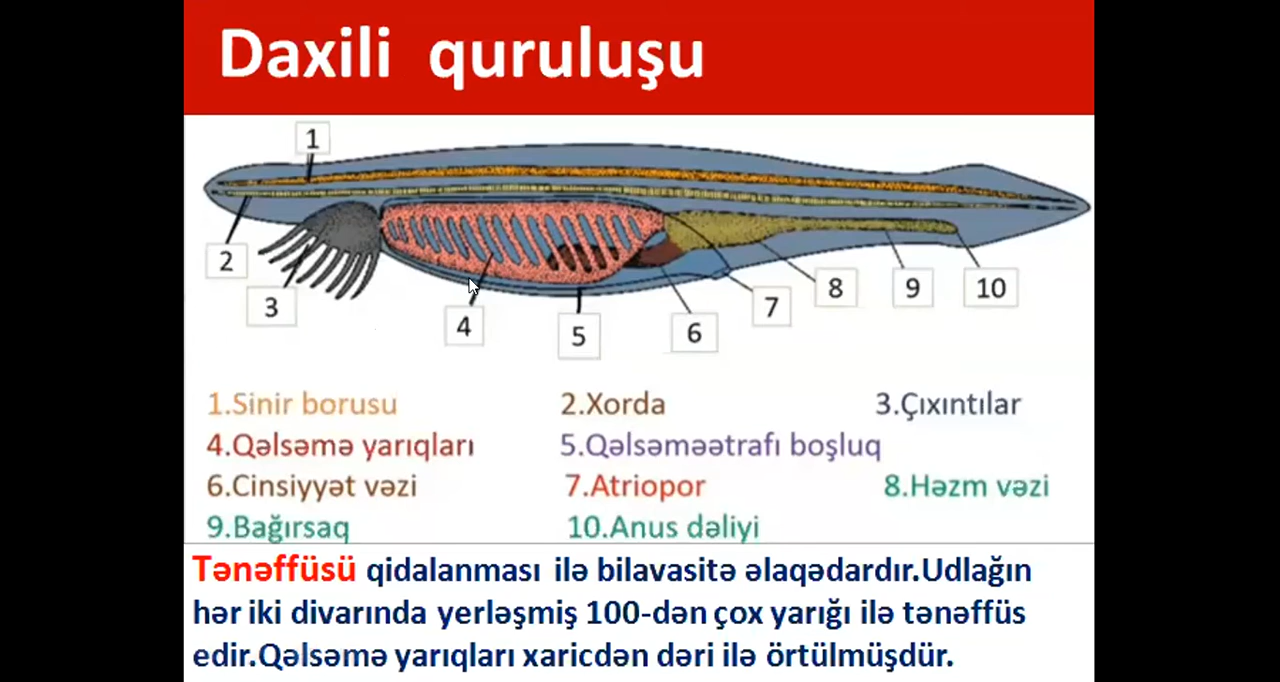 Daxili quruluşu
1
2
3
4
5
6
7
8
9
10
1.Sinir borusu 2.Xorda 3.Çıxıntılar
4.Qəlsəmə yarıqları 5.Qəlsəməətrafı boşluq
6.Cinsiyyət vəzi 7.Atriopor 8.Həzm vəzi
9.Bağırsaq 10.Anus dəliyi
Tənəffüsü qidalanması ilə bilavasitə əlaqədardır.Udlağın
hər iki divarında yerləşmiş 100-dən çox yarığı ilə tənəffüs
edir.Qəlsəmə yarıqları xaricdən dəri ilə örtülmüşdür.